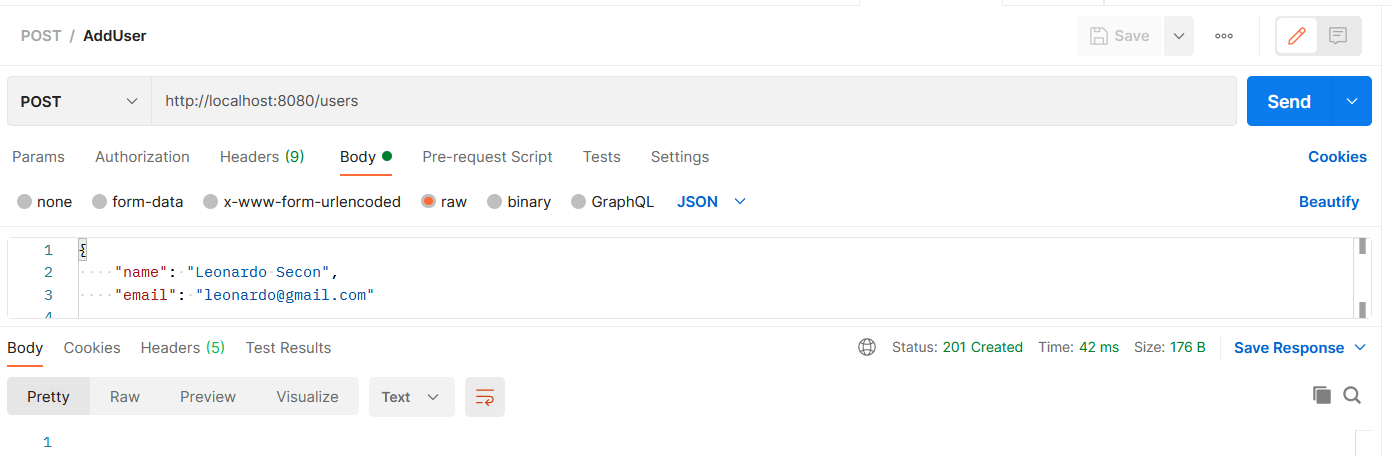 POST / AddUser Save
POST http://localhost:8080/users Send
Params Authorization Headers (9) Body Pre-request Script Tests Settings Cookies
none form-data x-www-form-urlencoded raw binary GraphQL JSON Beautify
1 {
2 "name": "Leonardo Secon",
3 "email": "leonardo@gmail.com"
4
Body Cookies Headers (5) Test Results Status: 201 Created Time: 42 ms Size: 176 B Save Response
Pretty Raw Preview Visualize Text
1